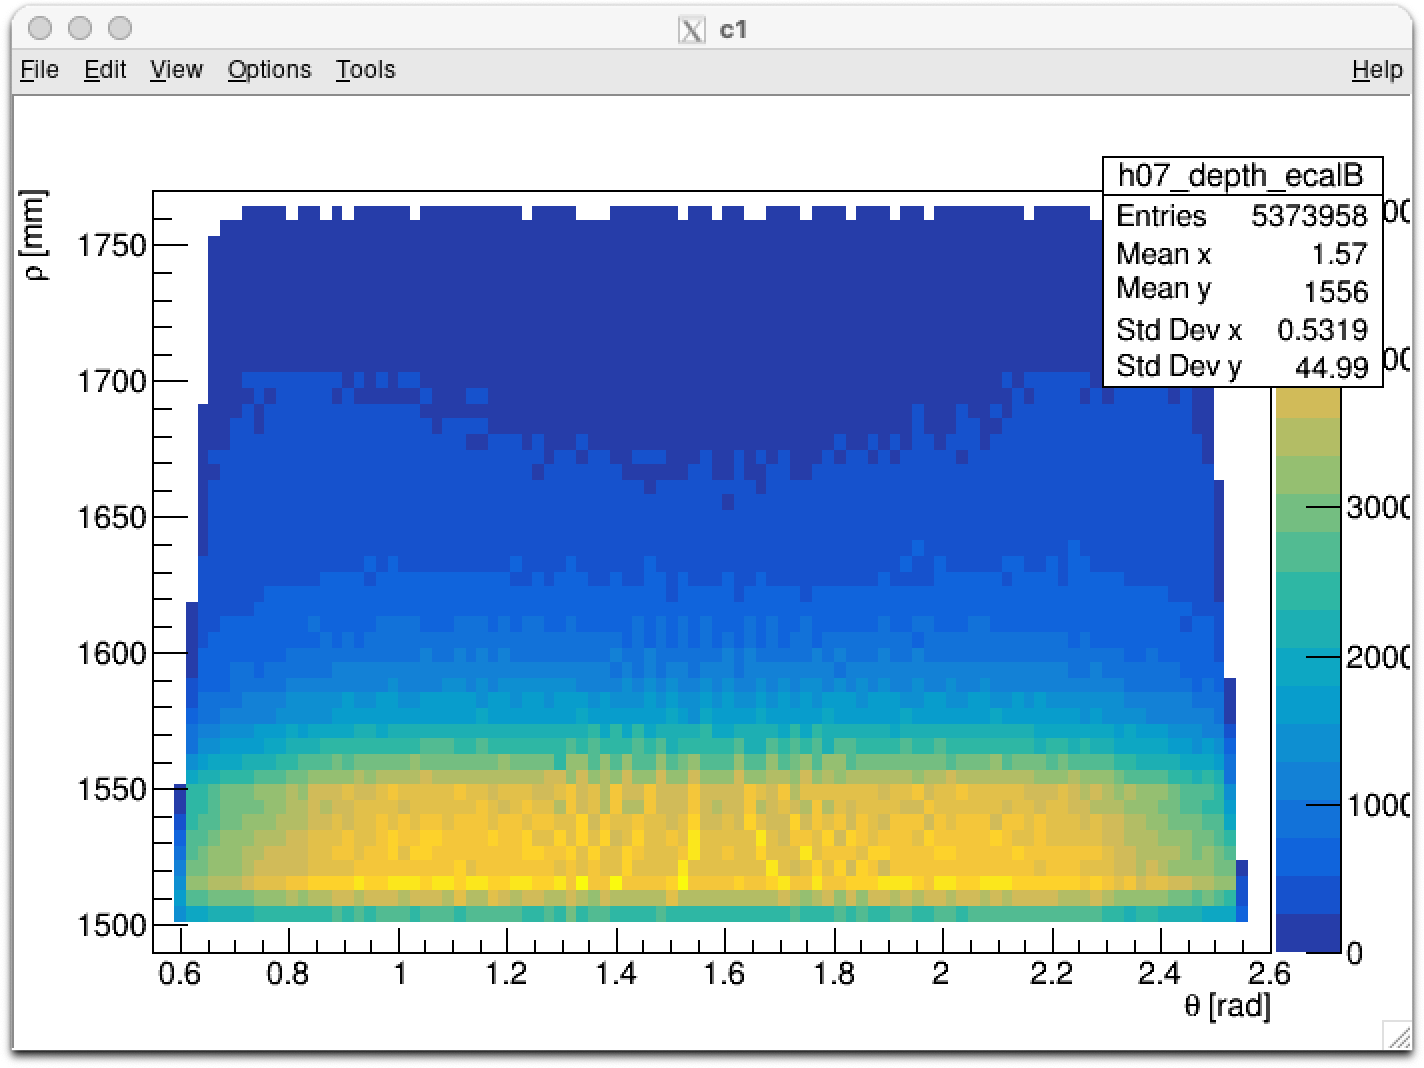 c1
File Edit View Options Tools Help
h07_depth_ecalB
Entries 5373958
Mean x 1.57
Mean y 1556
Std Dev x 0.5319
Std Dev y 44.99
ρ [mm]
1750
1700
1650
1600
1550
1500
0.6 0.8 1 1.2 1.4 1.6 1.8 2 2.2 2.4 2.6
θ [rad]
3000
2000
1000
0